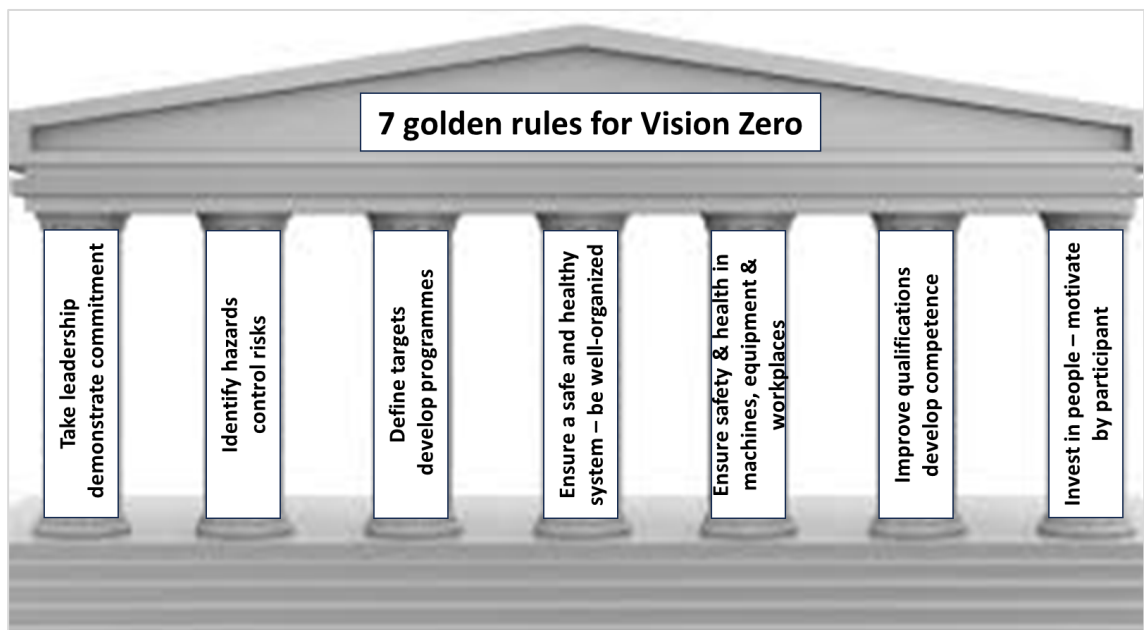 7 golden rules for Vision Zero
Take leadership
demonstrate commitment
Identify hazards
control risks
Define targets
develop programmes
Ensure a safe and healthy
system – be well-organized
Ensure safety & health in
machines, equipment &
workplaces
Improve qualifications
develop competence
Invest in people – motivate
by participant